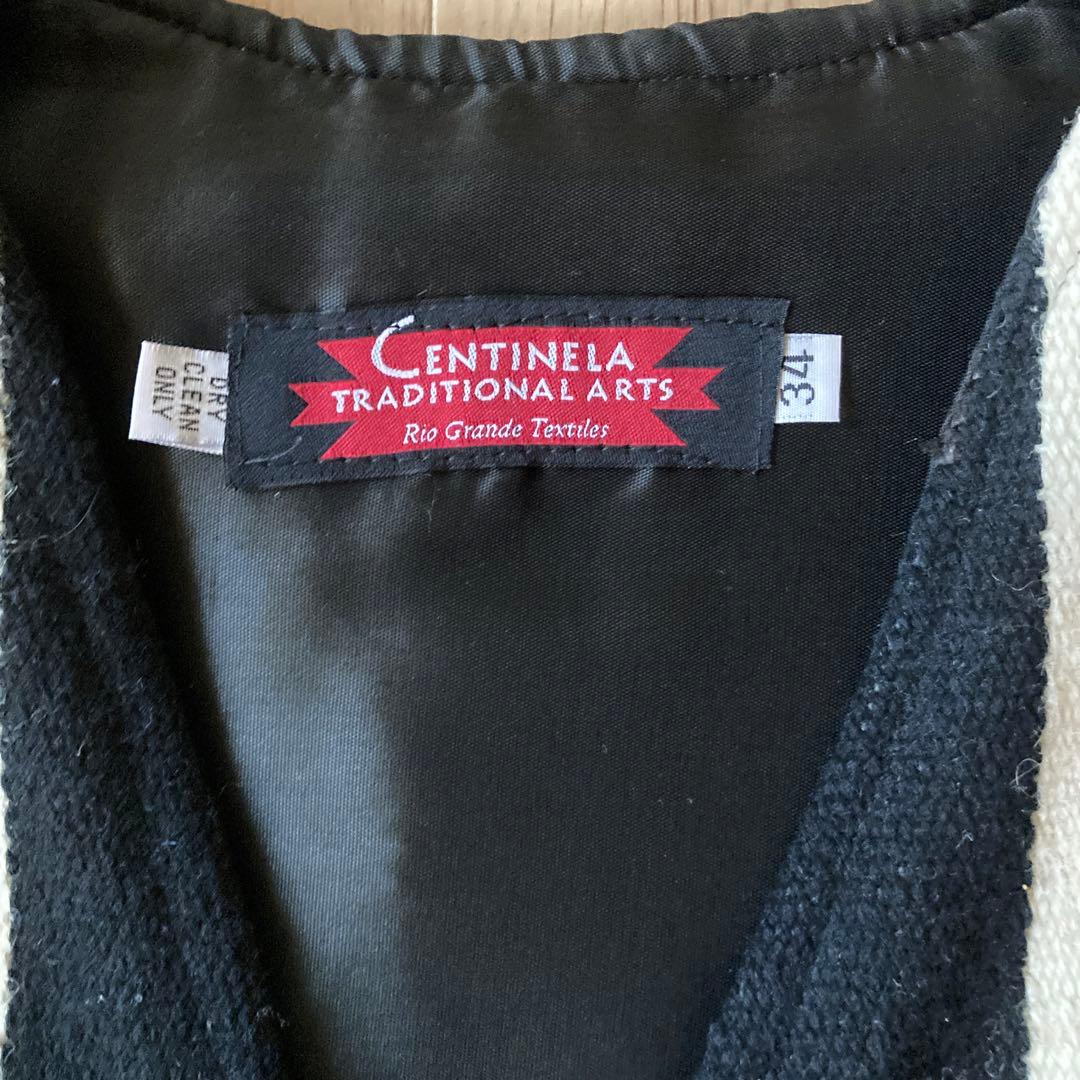 CENTINELA
TRADITIONAL ARTS
Rio Grande Textiles
DRY
CLEAN
ONLY
34